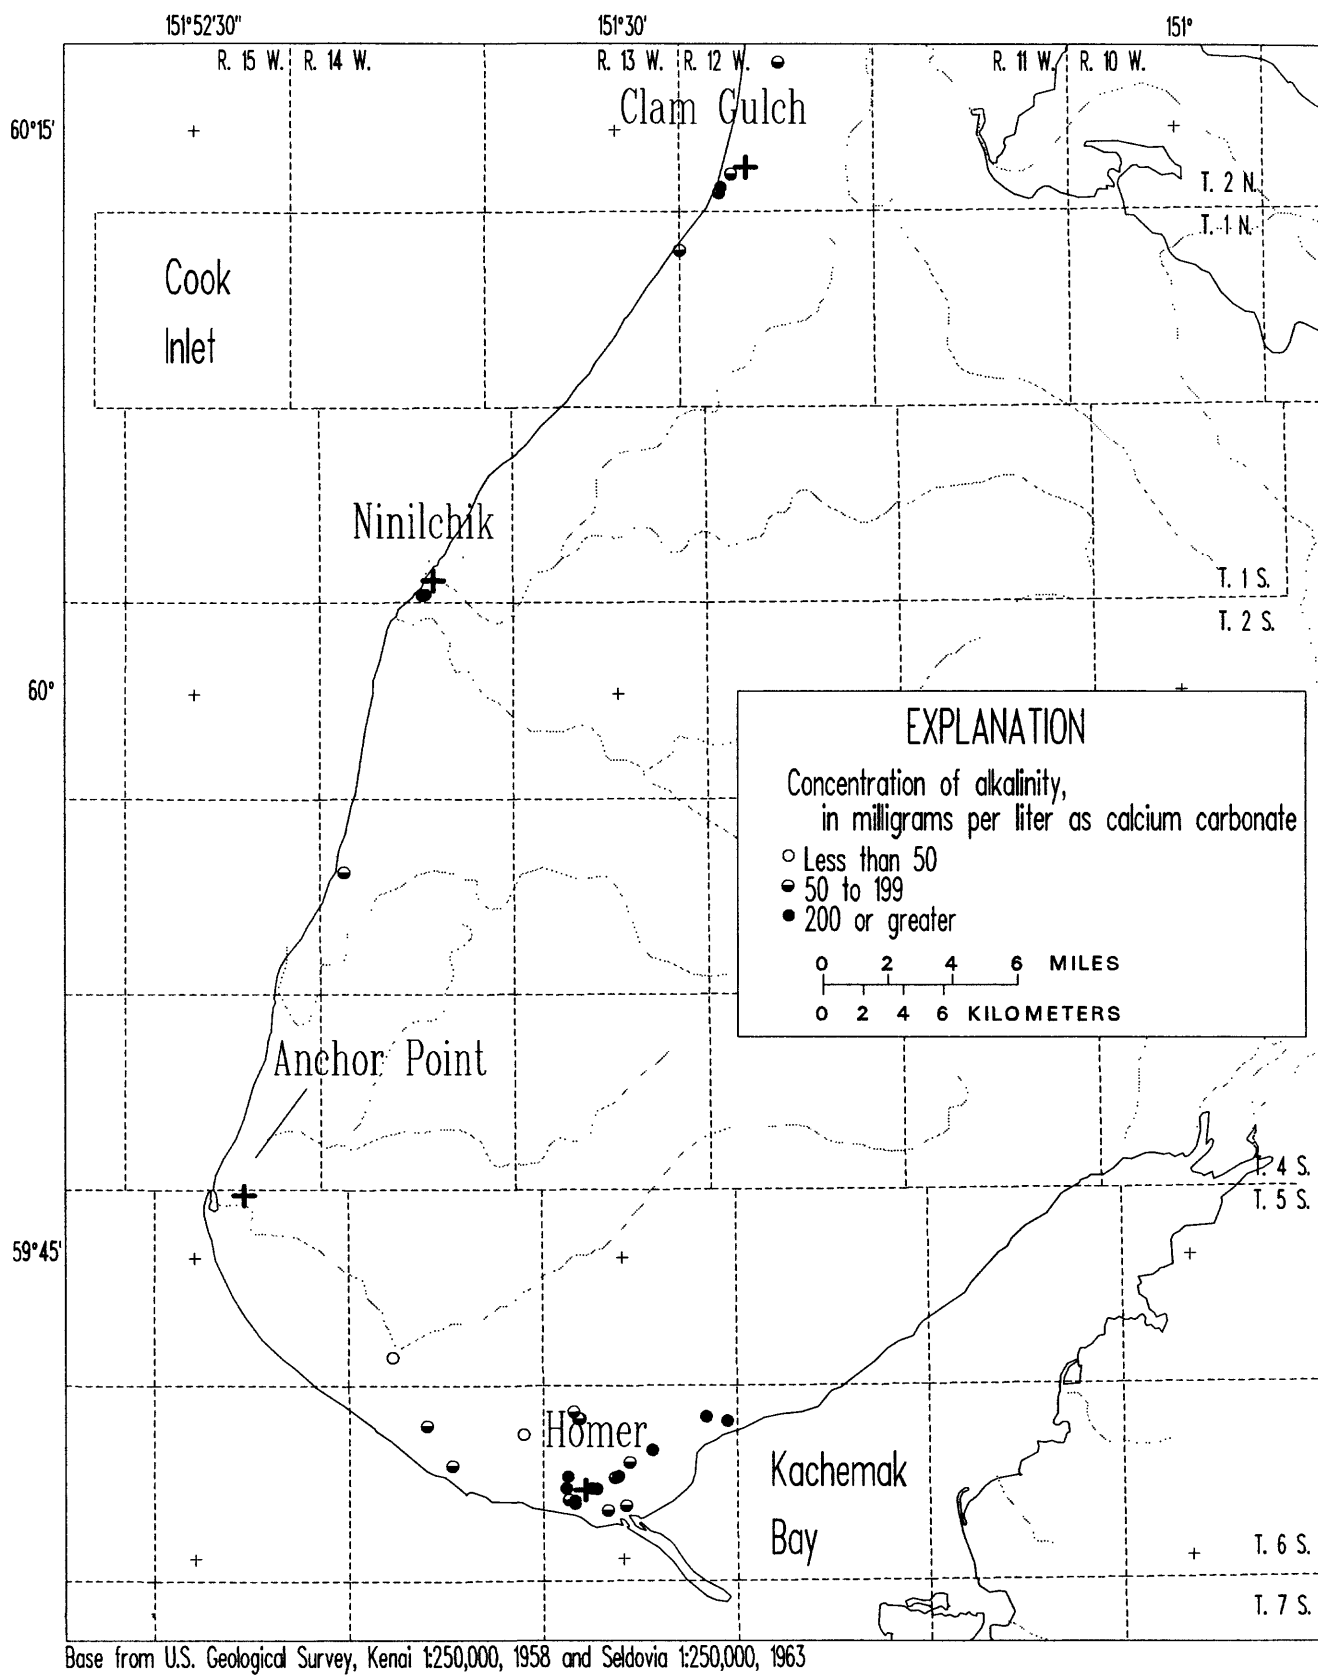 151°52'30" 151°30' 151°
R. 15 W. R. 14 W. R. 13 W. R. 12 W. R. 11 W. R. 10 W.
Clam Gulch
60°15'
T. 2 N.
T. 1 N.
Cook
Inlet
Ninilchik
T. 1 S.
T. 2 S.
60°
EXPLANATION
Concentration of alkalinity,
in milligrams per liter as calcium carbonate
Less than 50
50 to 199
200 or greater
0 2 4 6 MILES
0 2 4 6 KILOMETERS
Anchor Point
T. 4 S.
T. 5 S.
59°45'
Homer
Kachemak
Bay
T. 6 S.
T. 7 S.
Base from U.S. Geological Survey, Kenai 1:250,000, 1958 and Seldovia 1:250,000, 1963